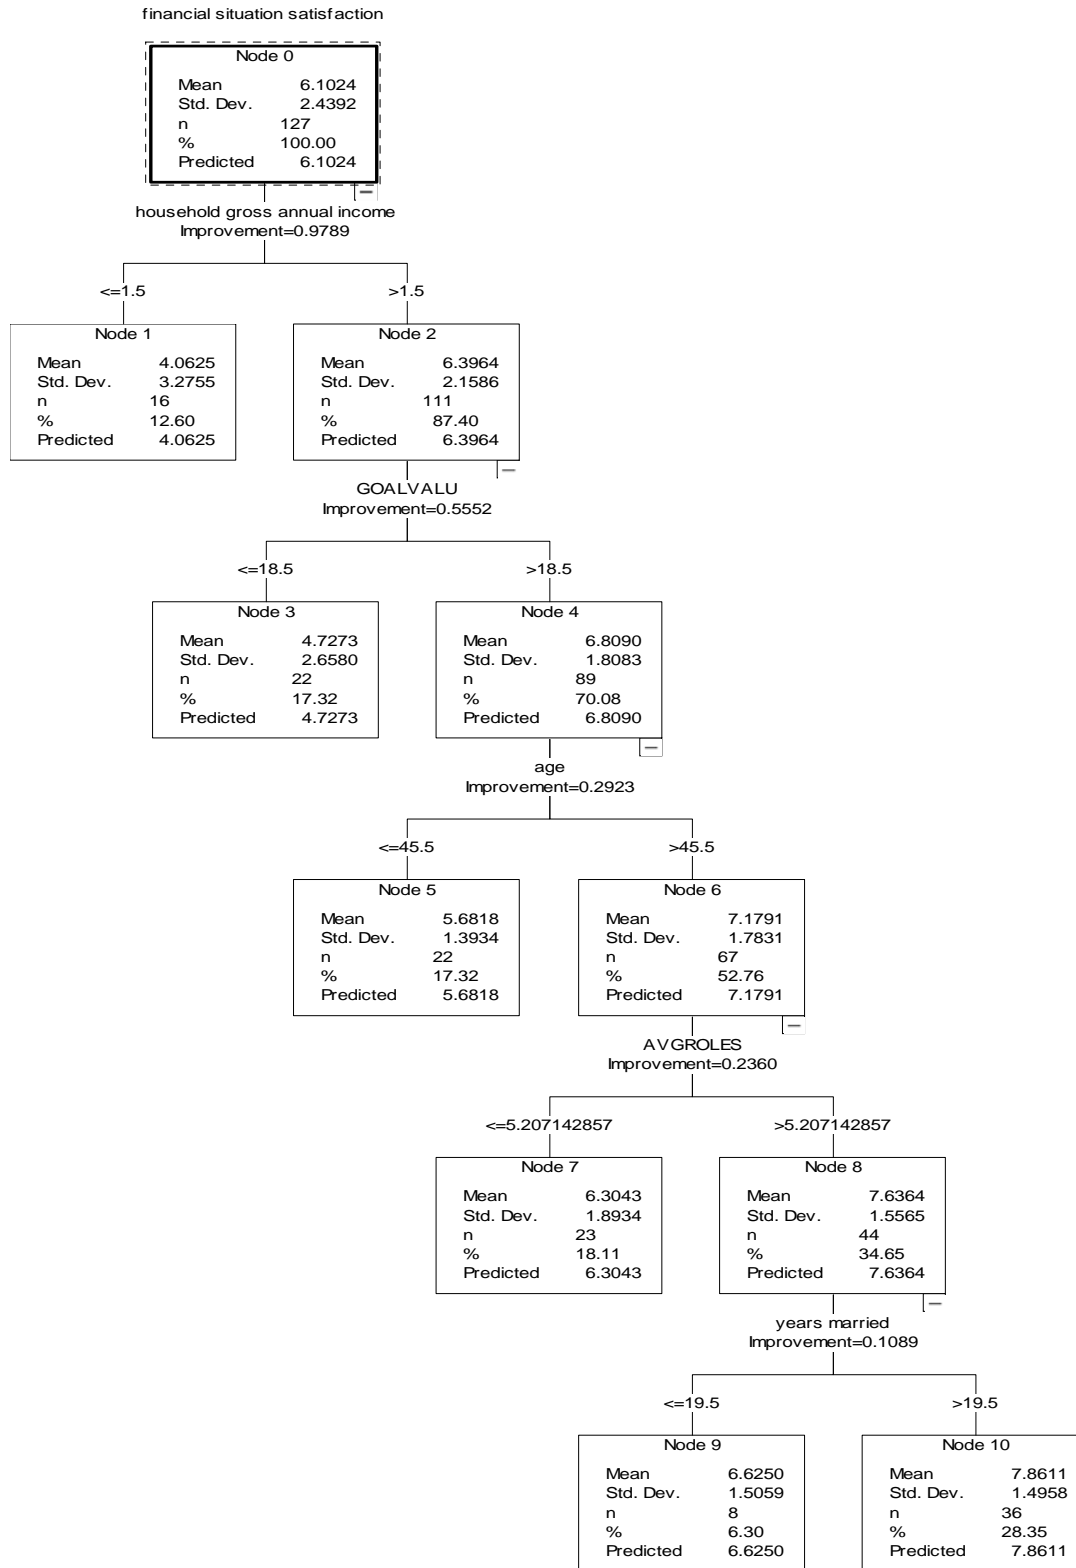 financial situation satisfaction
Node 0
Mean 6.1024
Std. Dev. 2.4392
n 127
% 100.00
Predicted 6.1024
household gross annual income
Improvement=0.9789
<=1.5 >1.5
Node 1
Mean 4.0625
Std. Dev. 3.2755
n 16
% 12.60
Predicted 4.0625
Node 2
Mean 6.3964
Std. Dev. 2.1586
n 111
% 87.40
Predicted 6.3964
GOALVALU
Improvement=0.5552
<=18.5 >18.5
Node 3
Mean 4.7273
Std. Dev. 2.6580
n 22
% 17.32
Predicted 4.7273
Node 4
Mean 6.8090
Std. Dev. 1.8083
n 89
% 70.08
Predicted 6.8090
age
Improvement=0.2923
<=45.5 >45.5
Node 5
Mean 5.6818
Std. Dev. 1.3934
n 22
% 17.32
Predicted 5.6818
Node 6
Mean 7.1791
Std. Dev. 1.7831
n 67
% 52.76
Predicted 7.1791
AVGROLES
Improvement=0.2360
<=5.207142857 >5.207142857
Node 7
Mean 6.3043
Std. Dev. 1.8934
n 23
% 18.11
Predicted 6.3043
Node 8
Mean 7.6364
Std. Dev. 1.5565
n 44
% 34.65
Predicted 7.6364
years married
Improvement=0.1089
<=19.5 >19.5
Node 9
Mean 6.6250
Std. Dev. 1.5059
n 8
% 6.30
Predicted 6.6250
Node 10
Mean 7.8611
Std. Dev. 1.4958
n 36
% 28.35
Predicted 7.8611